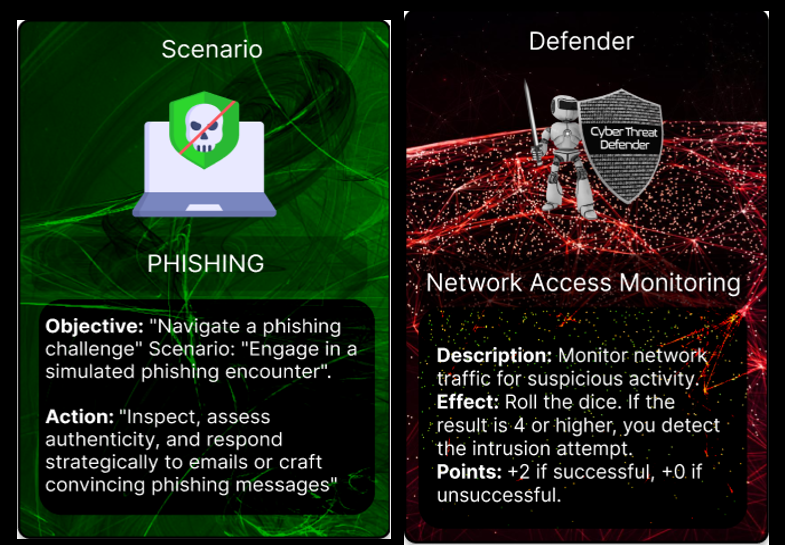 Scenario
PHISHING
Objective: "Navigate a phishing
challenge" Scenario: "Engage in a
simulated phishing encounter".
Action: "Inspect, assess
authenticity, and respond
strategically to emails or craft
convincing phishing messages"
Defender
Cyber Threat
Defender
Network Access Monitoring
Description: Monitor network
traffic for suspicious activity.
Effect: Roll the dice. If the
result is 4 or higher, you detect
the intrusion attempt.
Points: +2 if successful, +0 if
unsuccessful.